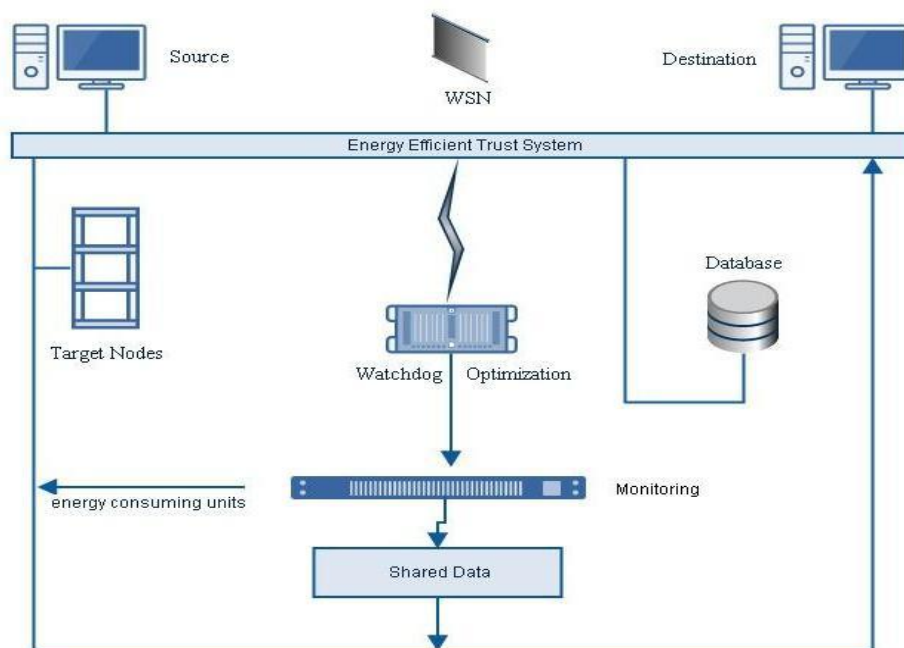 Source
WSN
Destination
Energy Efficient Trust System
Target Nodes
Database
Watchdog Optimization
energy consuming units
Monitoring
Shared Data